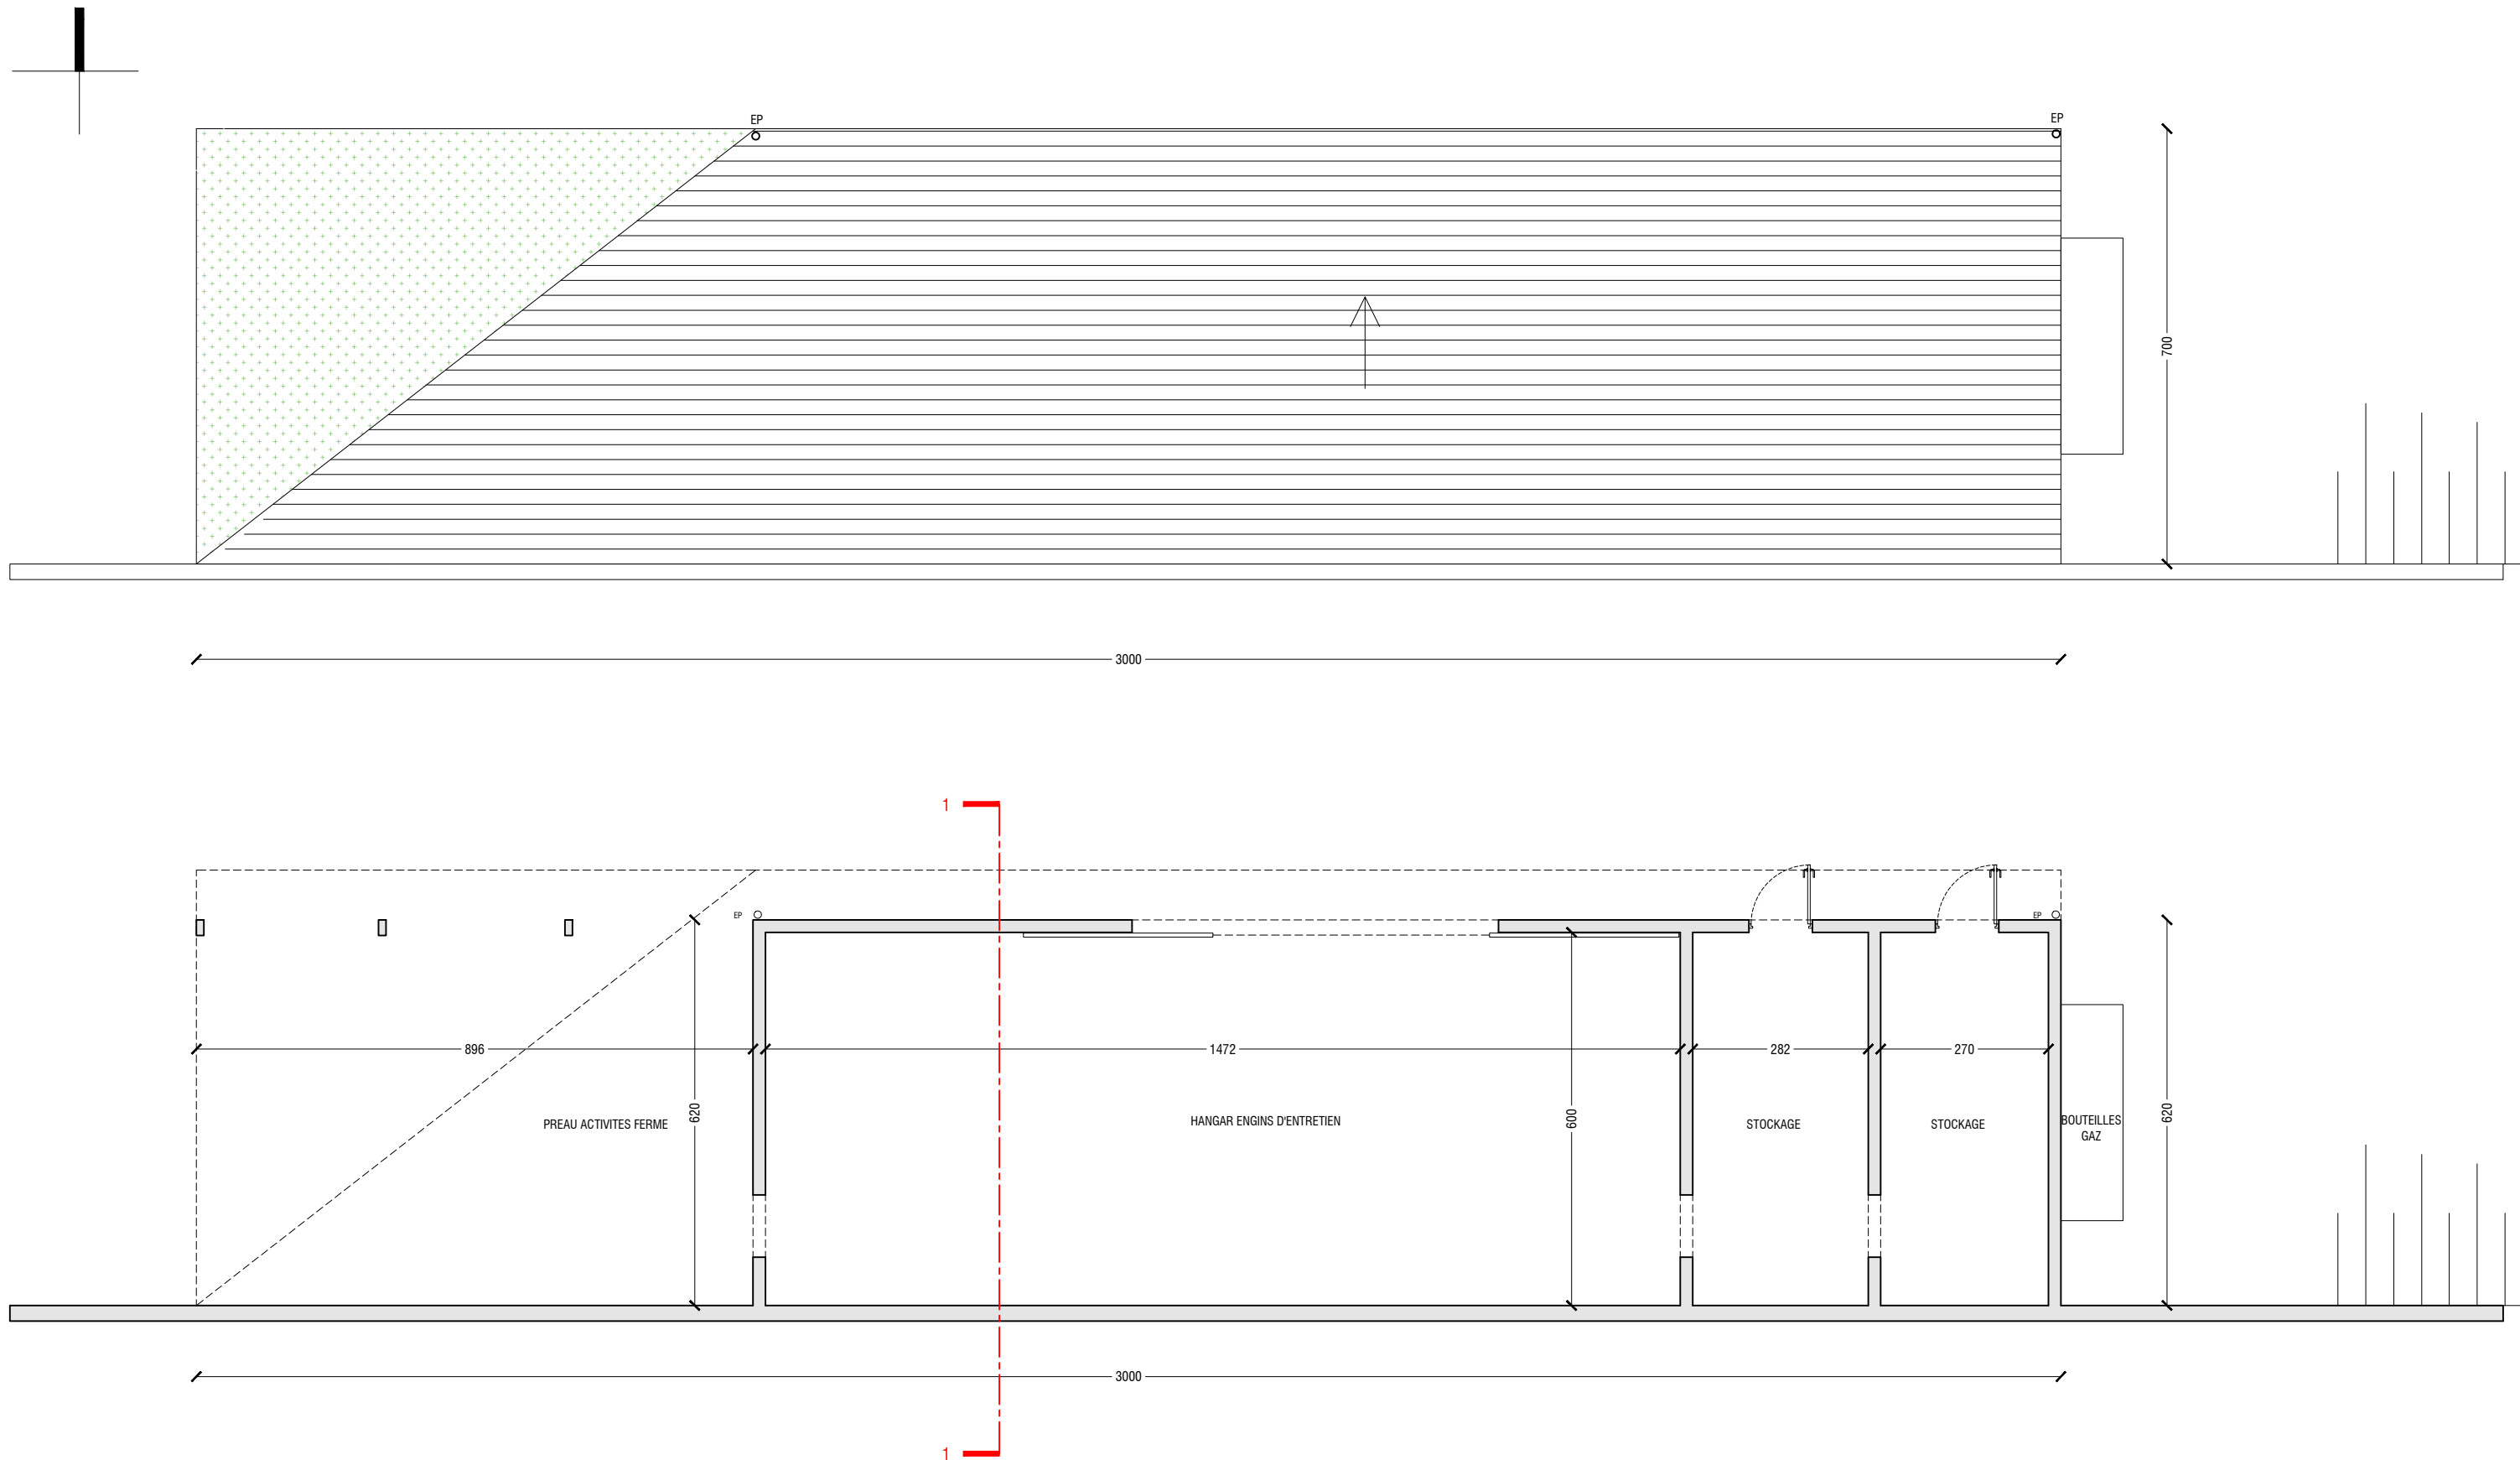 EP
EP
700
3000
1
EP
EP
896
1472
282
270
620
PREAU ACTIVITES FERME
HANGAR ENGINS D'ENTRETIEN
600
STOCKAGE
STOCKAGE
BOUTEILLES
GAZ
620
3000
1